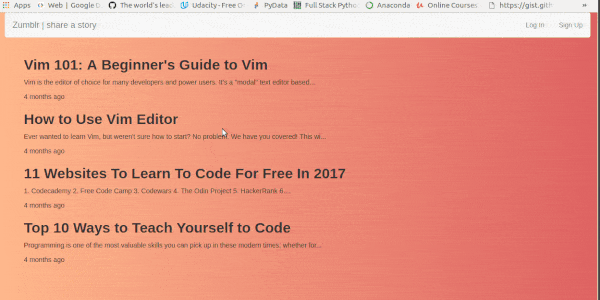 Apps Web | Google D The world's lea Udacity - Free O PyData Full Stack Pytho Anaconda Online Courses https://gist.gith »
Zumblr | share a story Log In Sign Up
Vim 101: A Beginner's Guide to Vim
Vim is the editor of choice for many developers and power users. It's a "modal" text editor based...
4 months ago
How to Use Vim Editor
Ever wanted to learn Vim, but weren't sure how to start? No problem. We have you covered! This wi...
4 months ago
11 Websites To Learn To Code For Free In 2017
1. Codecademy 2. Free Code Camp 3. Codewars 4. The Odin Project 5. HackerRank 6....
4 months ago
Top 10 Ways to Teach Yourself to Code
Programming is one of the most valuable skills you can pick up in these modern times, whether for...
4 months ago